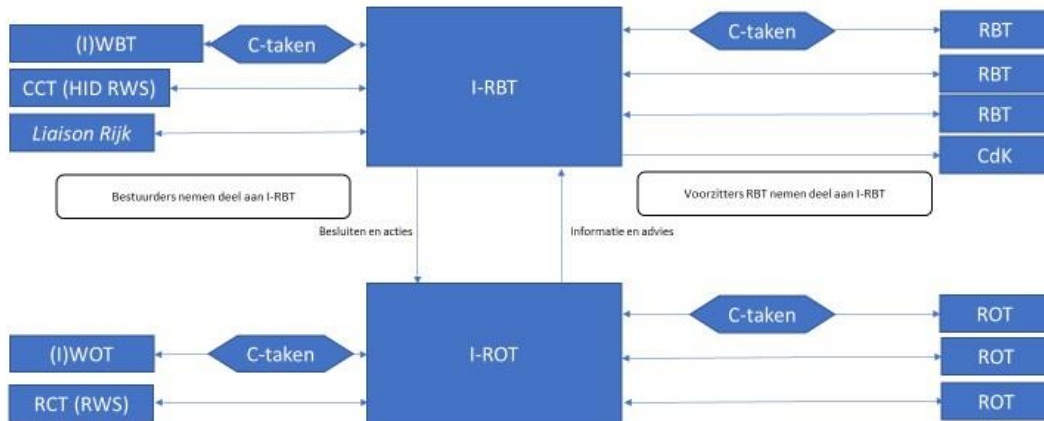 (I)WBT
C-taken
I-RBT
C-taken
RBT
CCT (HID RWS)
RBT
Liaison Rijk
RBT
CdK
Bestuurders nemen deel aan I-RBT
Voorzitters RBT nemen deel aan I-RBT
Besluiten en acties
Informatie en advies
C-taken
ROT
(I)WOT
C-taken
I-ROT
ROT
RCT (RWS)
ROT